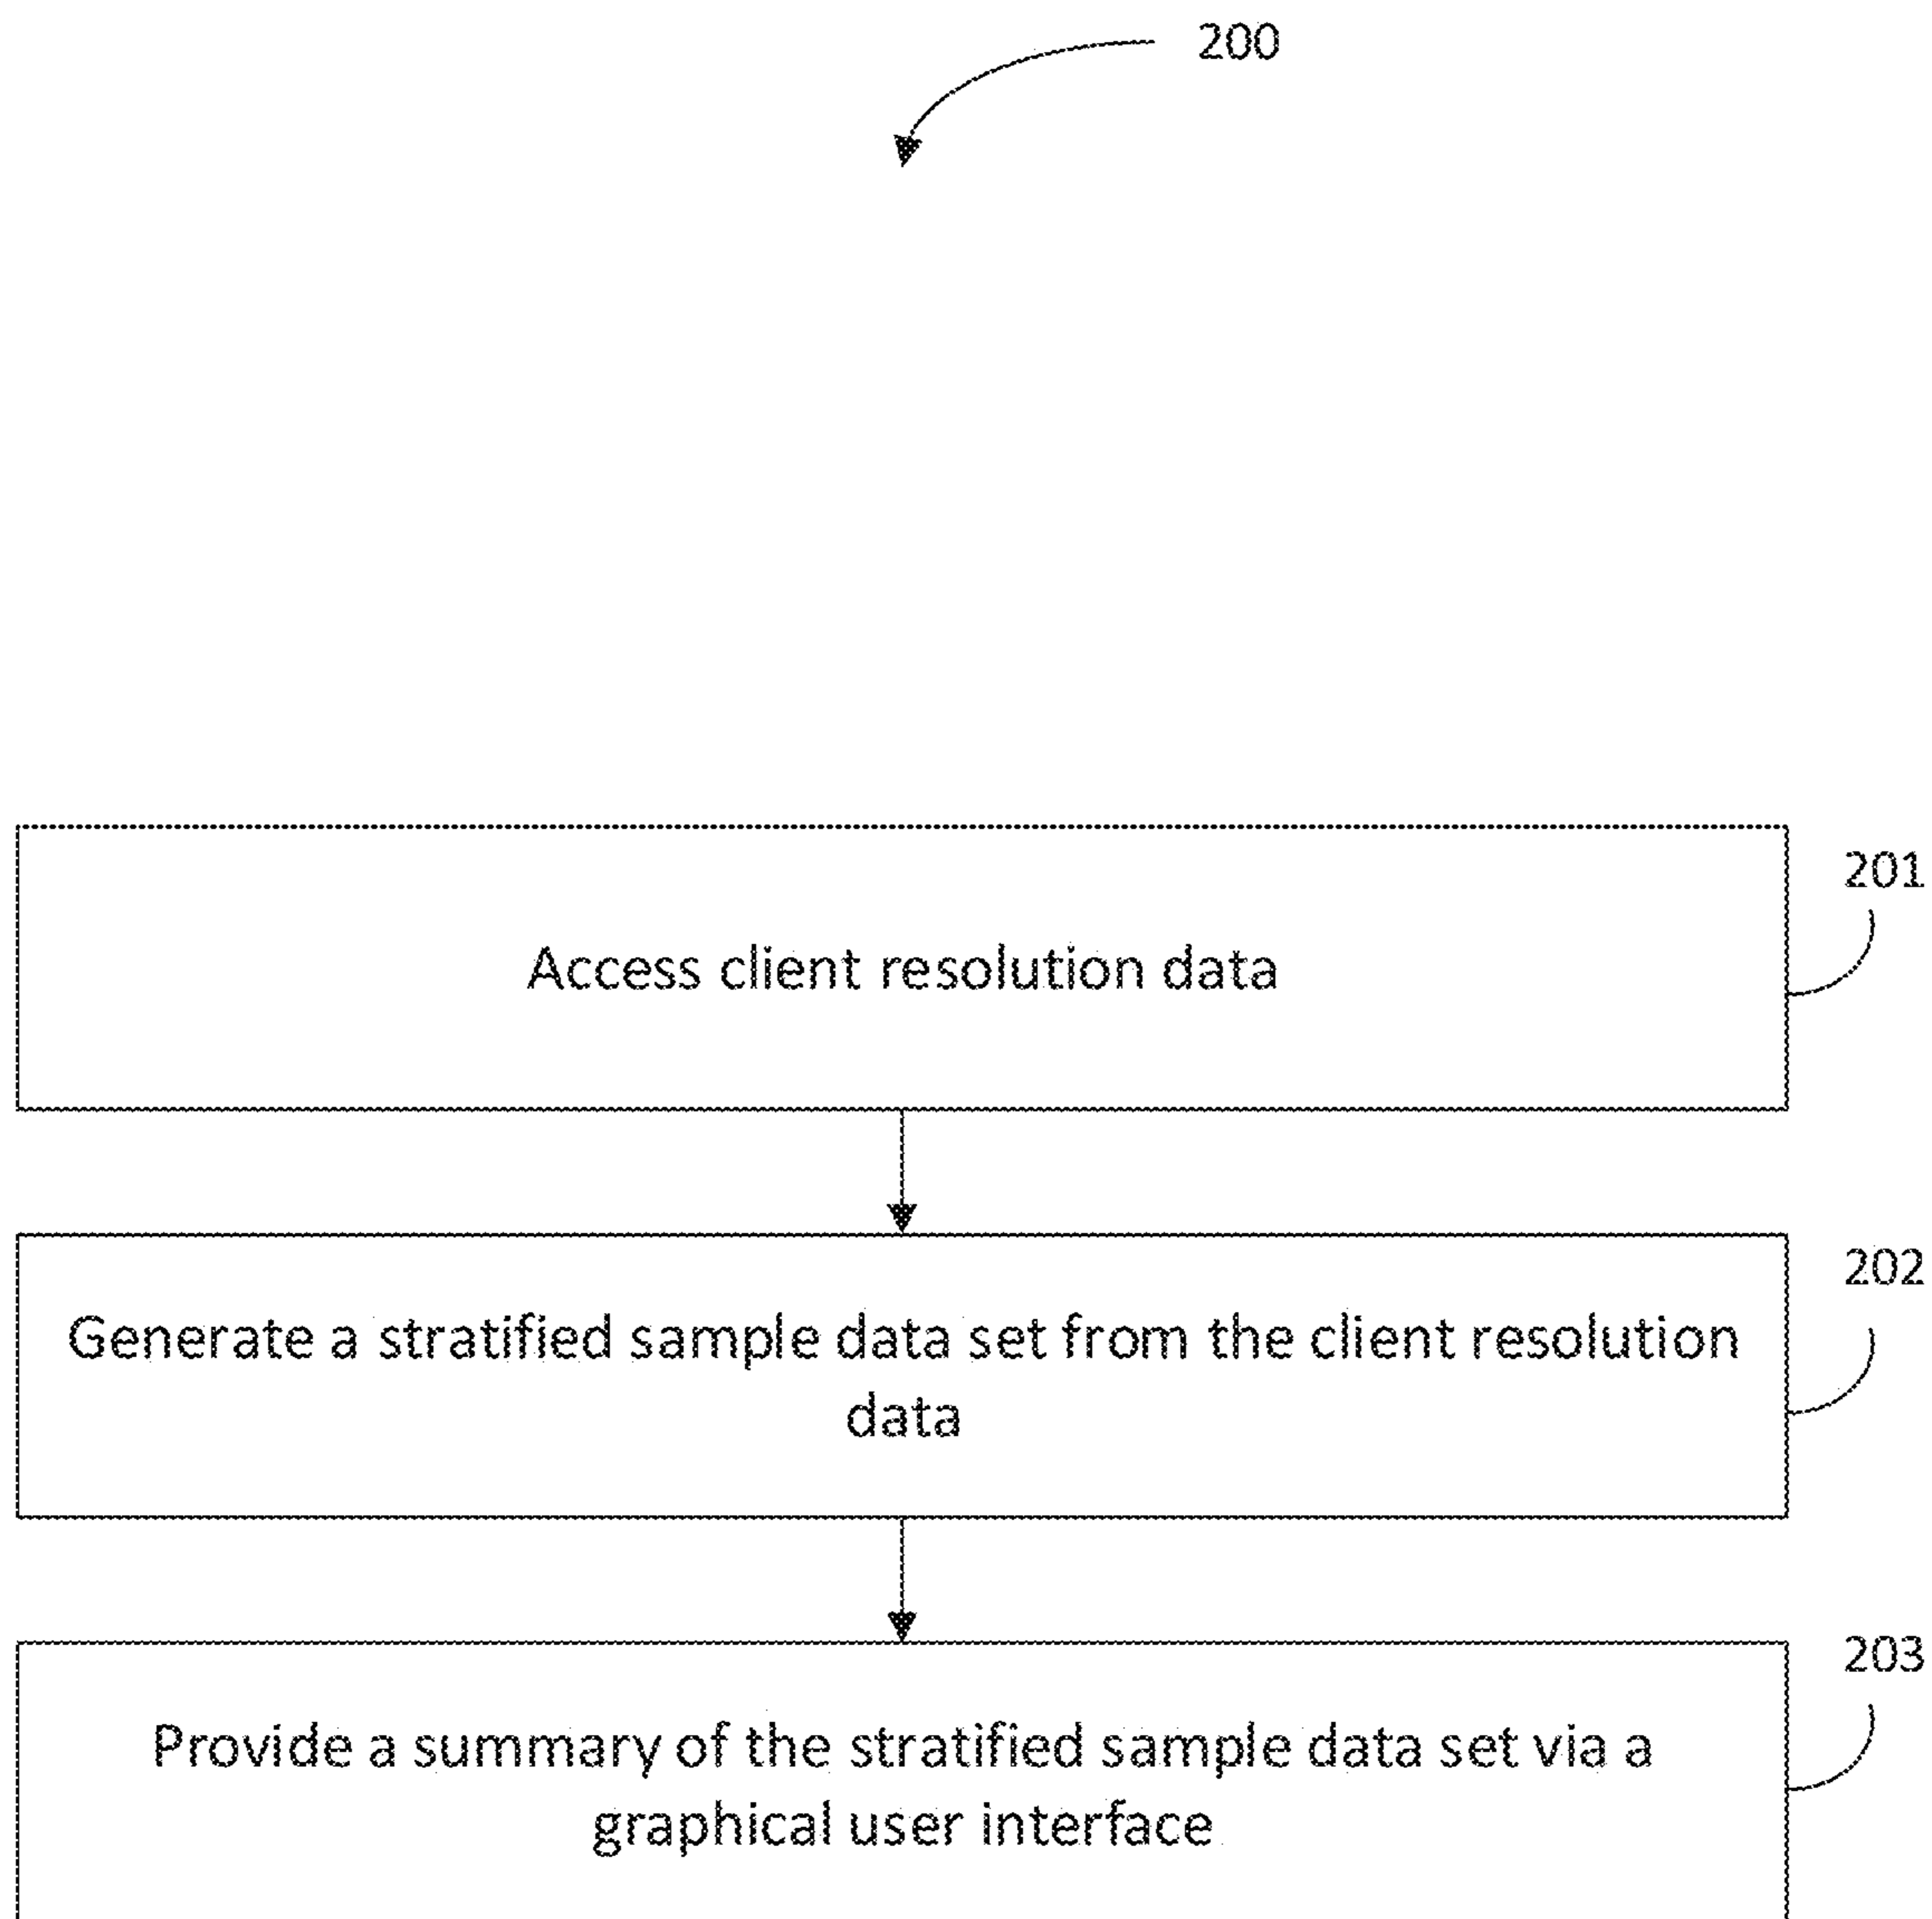 200
201
Access client resolution data
202
Generate a stratified sample data set from the client resolution
data
203
Provide a summary of the stratified sample data set via a
graphical user interface